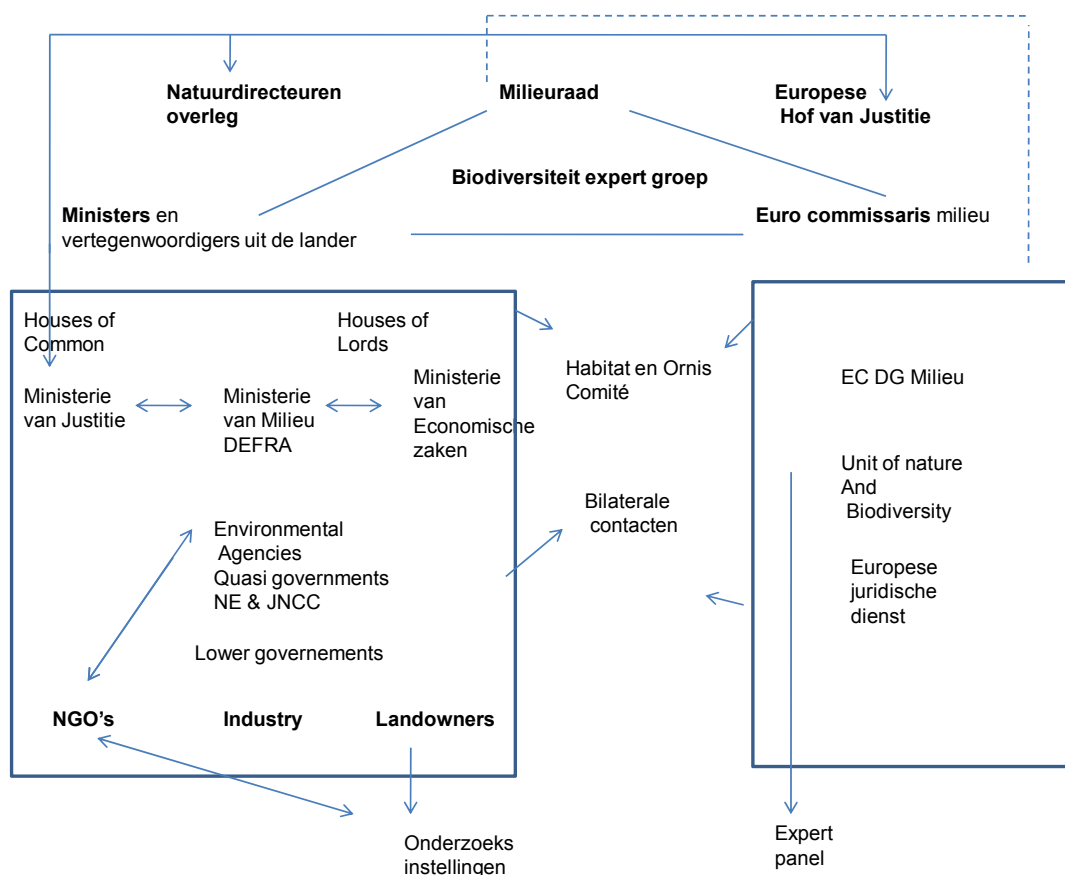 Natuurdirecteuren
overleg
Milieuraad
Europese
Hof van Justitie
Biodiversiteit expert groep
Ministers en
vertegenwoordigers uit de lander
Euro commissaris milieu
Houses of
Common
Houses of
Lords
Ministerie
van Justitie
Ministerie
van Milieu
DEFRA
Ministerie
van
Economische
zaken
Habitat en Ornis
Comité
EC DG Milieu
Unit of nature
And
Biodiversity
Bilaterale
contacten
Environmental
Agencies
Quasi governments
NE & JNCC
Europese
juridische
dienst
Lower governements
NGO's
Industry
Landowners
Onderzoeks
instellingen
Expert
panel